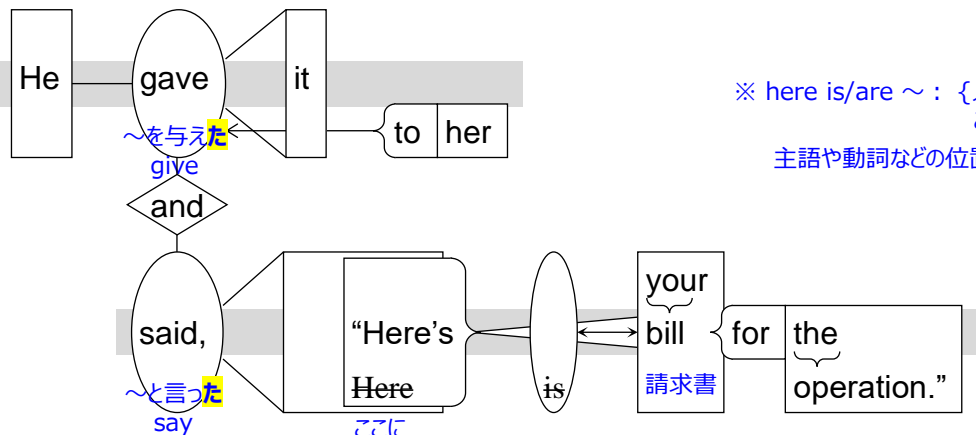 He gave it
to her
~を与えた
give
※ here is/are ~ : {
主語や動詞などの位置
and
said, "Here's your bill for the operation."
Here is
~と言った
say
ここに
請求書